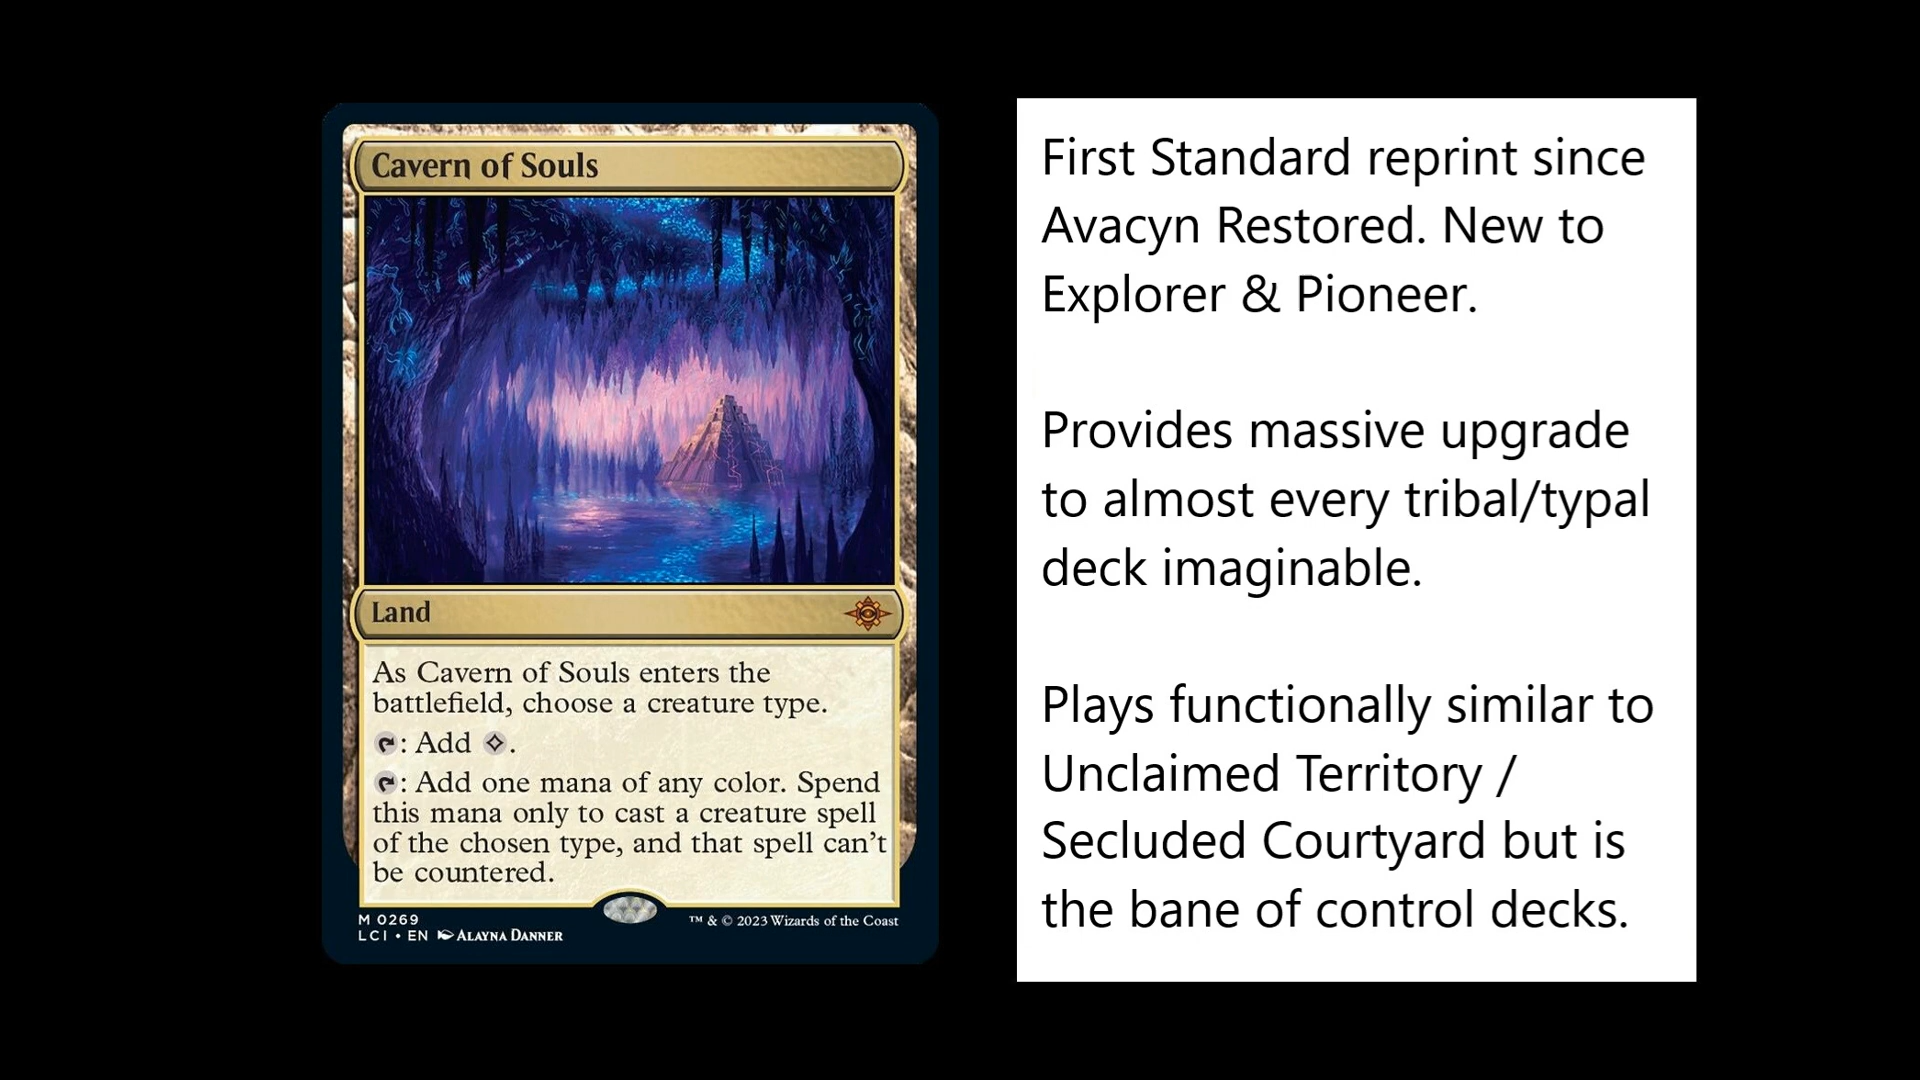 Cavern of Souls
Land
As Cavern of Souls enters the
battlefield, choose a creature type.
: Add .
: Add one mana of any color. Spend
this mana only to cast a creature spell
of the chosen type, and that spell can't
be countered.
M 0269
LCI • EN ALAYNA DANNER
™ & © 2023 Wizards of the Coast
First Standard reprint since
Avacyn Restored. New to
Explorer & Pioneer.
Provides massive upgrade
to almost every tribal/typal
deck imaginable.
Plays functionally similar to
Unclaimed Territory /
Secluded Courtyard but is
the bane of control decks.